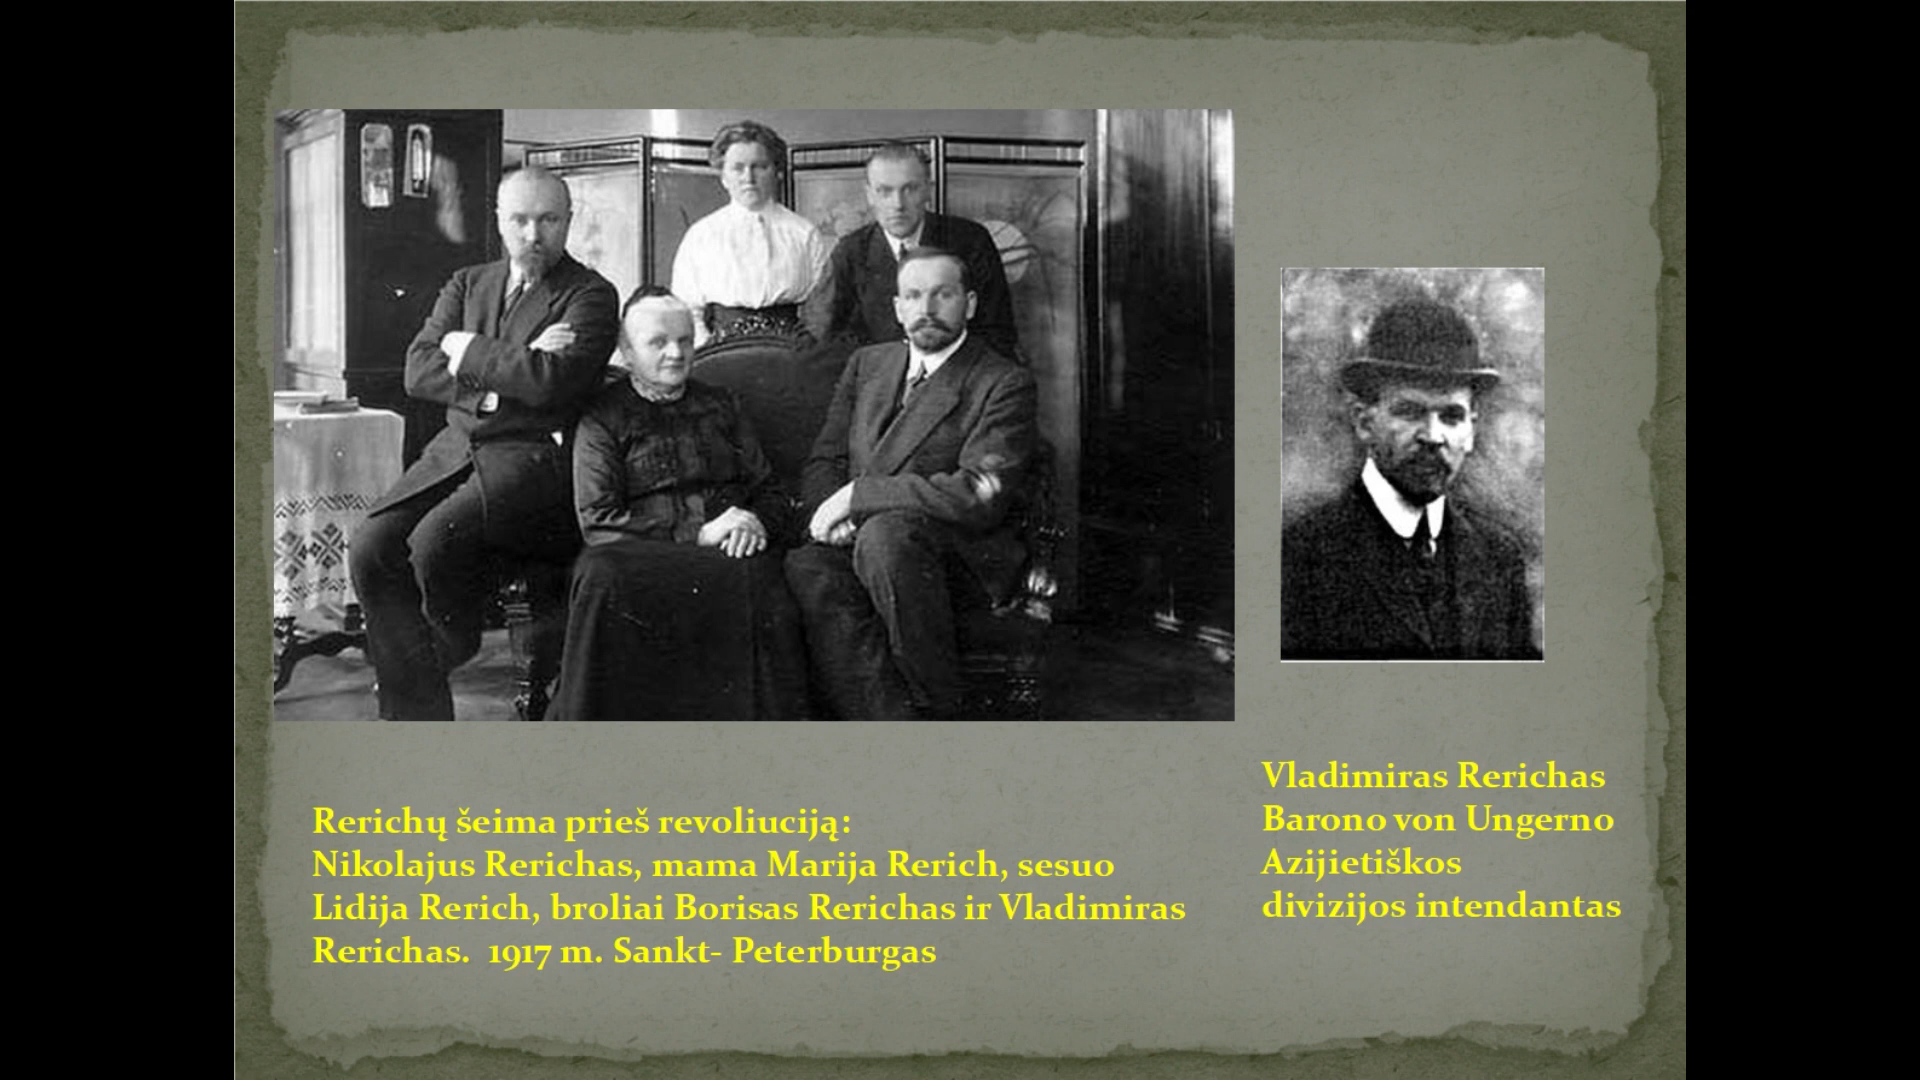 Rerichų šeima prieš revoliuciją:
Nikolajus Rerichas, mama Marija Rerich, sesuo
Lidija Rerich, broliai Borisas Rerichas ir Vladimiras
Rerichas.  1917 m. Sankt- Peterburgas
Vladimiras Rerichas
Barono von Ungerno
Azijietiškos
divizijos intendantas